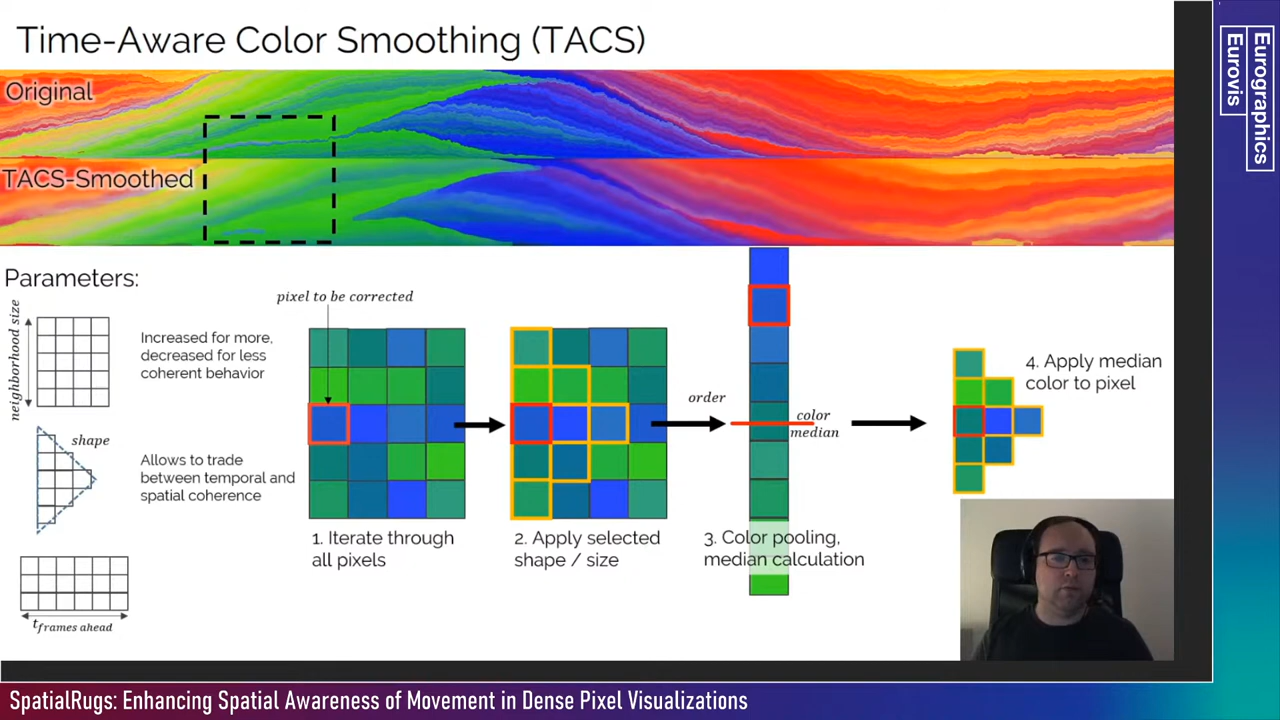 Time-Aware Color Smoothing (TACS)
Original
TACS-Smoothed
Parameters:
neighborhood size
Increased for more,
decreased for less
coherent behavior
shape
Allows to trade
between temporal and
spatial coherence
t frames ahead
pixel to be corrected
1. Iterate through
all pixels
2. Apply selected
shape / size
order
color
median
3. Color pooling,
median calculation
4. Apply median
color to pixel
Eurographics
Eurovis
SpatialRugs: Enhancing Spatial Awareness of Movement in Dense Pixel Visualizations